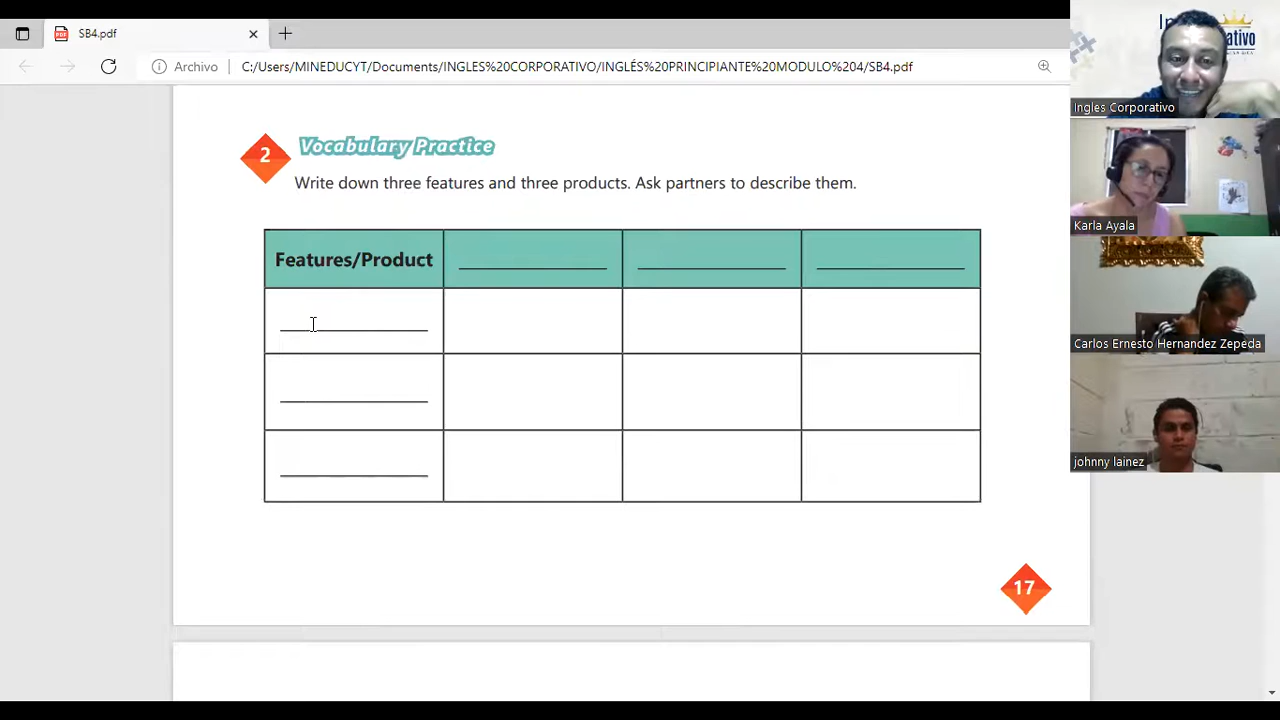 SB4.pdf
Archivo
C:/Users/MINEDUCYT/Documents/INGLES%20CORPORATIVO/INGLÉS%20PRINCIPIANTE%20MODULO%204/SB4.pdf
2
Vocabulary Practice
Write down three features and three products. Ask partners to describe them.
Features/Product
17
Ingles Corporativo
Karla Ayala
Carlos Ernesto Hernandez Zepeda
johnny lainez